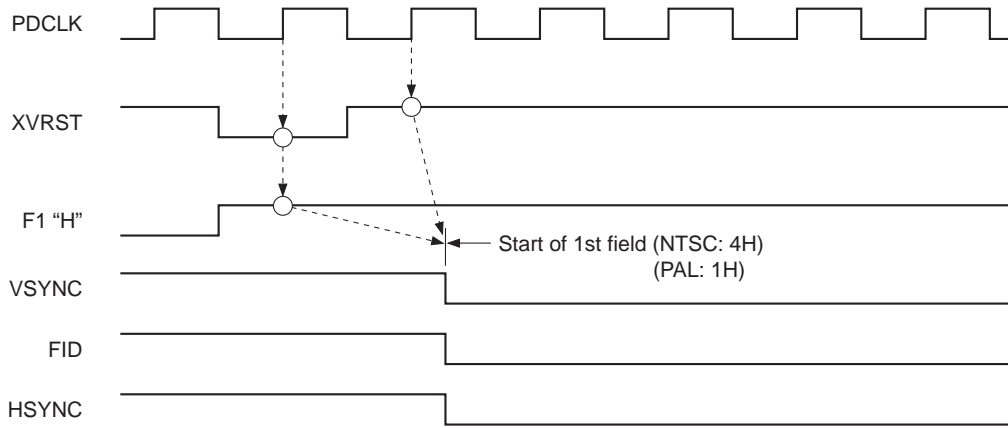 PDCLK
XVRST
F1 “H”
Start of 1st field (NTSC: 4H)
(PAL: 1H)
VSYNC
FID
HSYNC